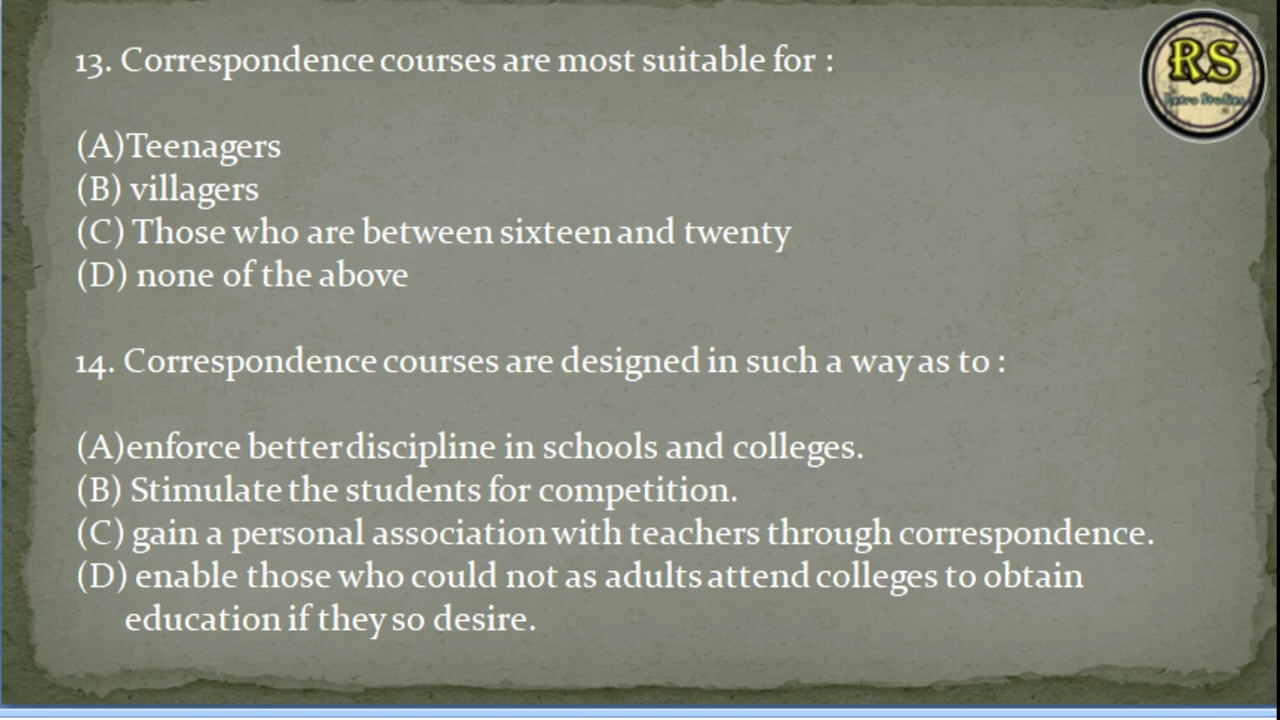 13. Correspondence courses are most suitable for :
(A)Teenagers
(B) villagers
(C) Those who are between sixteen and twenty
(D) none of the above
14. Correspondence courses are designed in such a way as to :
(A)enforce better discipline in schools and colleges.
(B) Stimulate the students for competition.
(C) gain a personal association with teachers through correspondence.
(D) enable those who could not as adults attend colleges to obtain
education if they so desire.
RS
Retro Studies